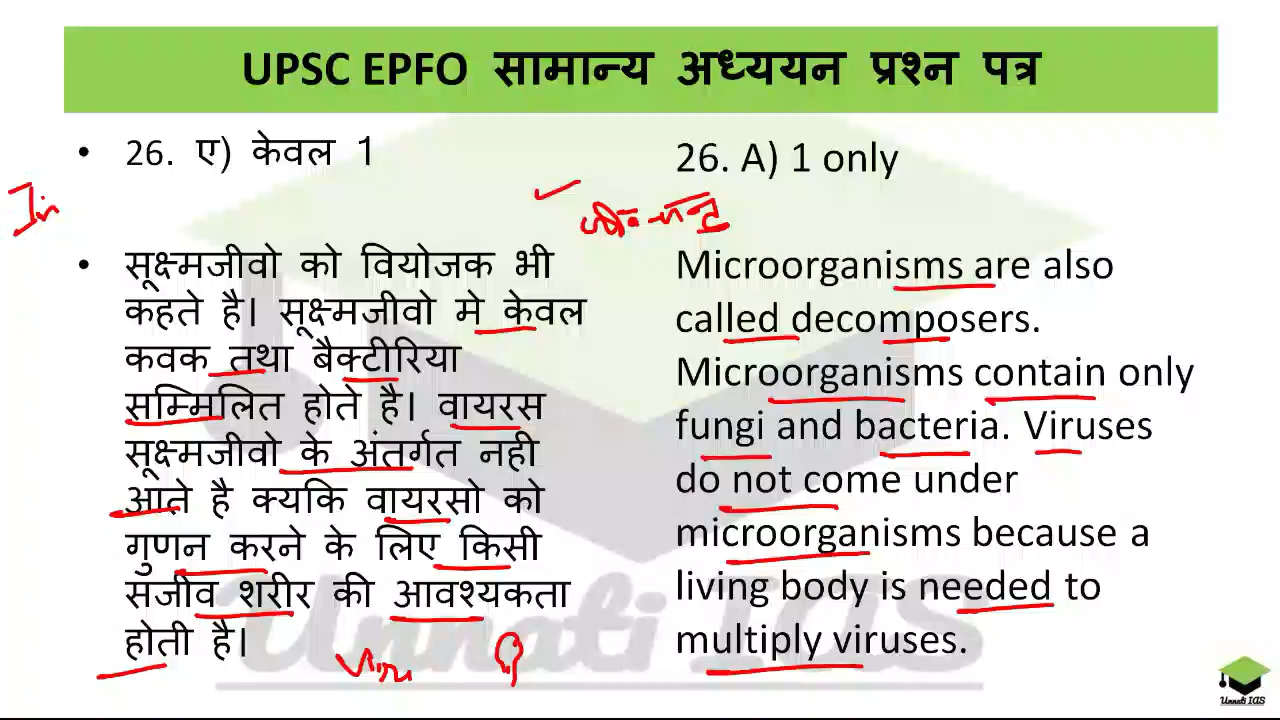 UPSC EPFO सामान्य अध्ययन प्रश्न पत्र
• 26. ए) केवल 1
• सूक्ष्मजीवो को वियोजक भी
कहते है। सूक्ष्मजीवो मे केवल
कवक तथा बैक्टीरिया
सम्मिलित होते है। वायरस
सूक्ष्मजीवो के अंतर्गत नही
आते है क्यकि वायरसो को
गुणन करने के लिए किसी
सजीव शरीर की आवश्यकता
होती है।
26. A) 1 only
Microorganisms are also
called decomposers.
Microorganisms contain only
fungi and bacteria. Viruses
do not come under
microorganisms because a
living body is needed to
multiply viruses.
In
Unnati IAS
Unnati IAS